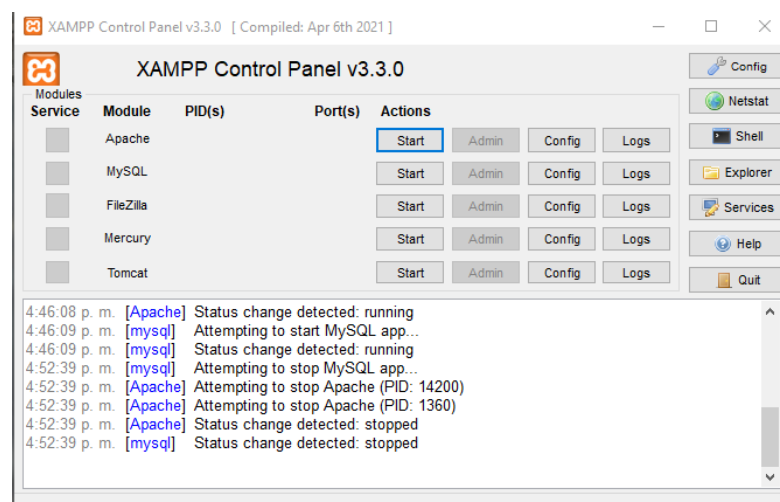 XAMPP Control Panel v3.3.0 [ Compiled: Apr 6th 2021 ]
XAMPP Control Panel v3.3.0
Config
Modules
Netstat
Service Module PID(s) Port(s) Actions
Apache Start Admin Config Logs
Shell
MySQL Start Admin Config Logs
Explorer
FileZilla Start Admin Config Logs
Services
Mercury Start Admin Config Logs
Help
Tomcat Start Admin Config Logs
Quit
4:46:08 p. m. [Apache] Status change detected: running
4:46:09 p. m. [mysql] Attempting to start MySQL app...
4:46:09 p. m. [mysql] Status change detected: running
4:52:39 p. m. [mysql] Attempting to stop MySQL app...
4:52:39 p. m. [Apache] Attempting to stop Apache (PID: 14200)
4:52:39 p. m. [Apache] Attempting to stop Apache (PID: 1360)
4:52:39 p. m. [Apache] Status change detected: stopped
4:52:39 p. m. [mysql] Status change detected: stopped